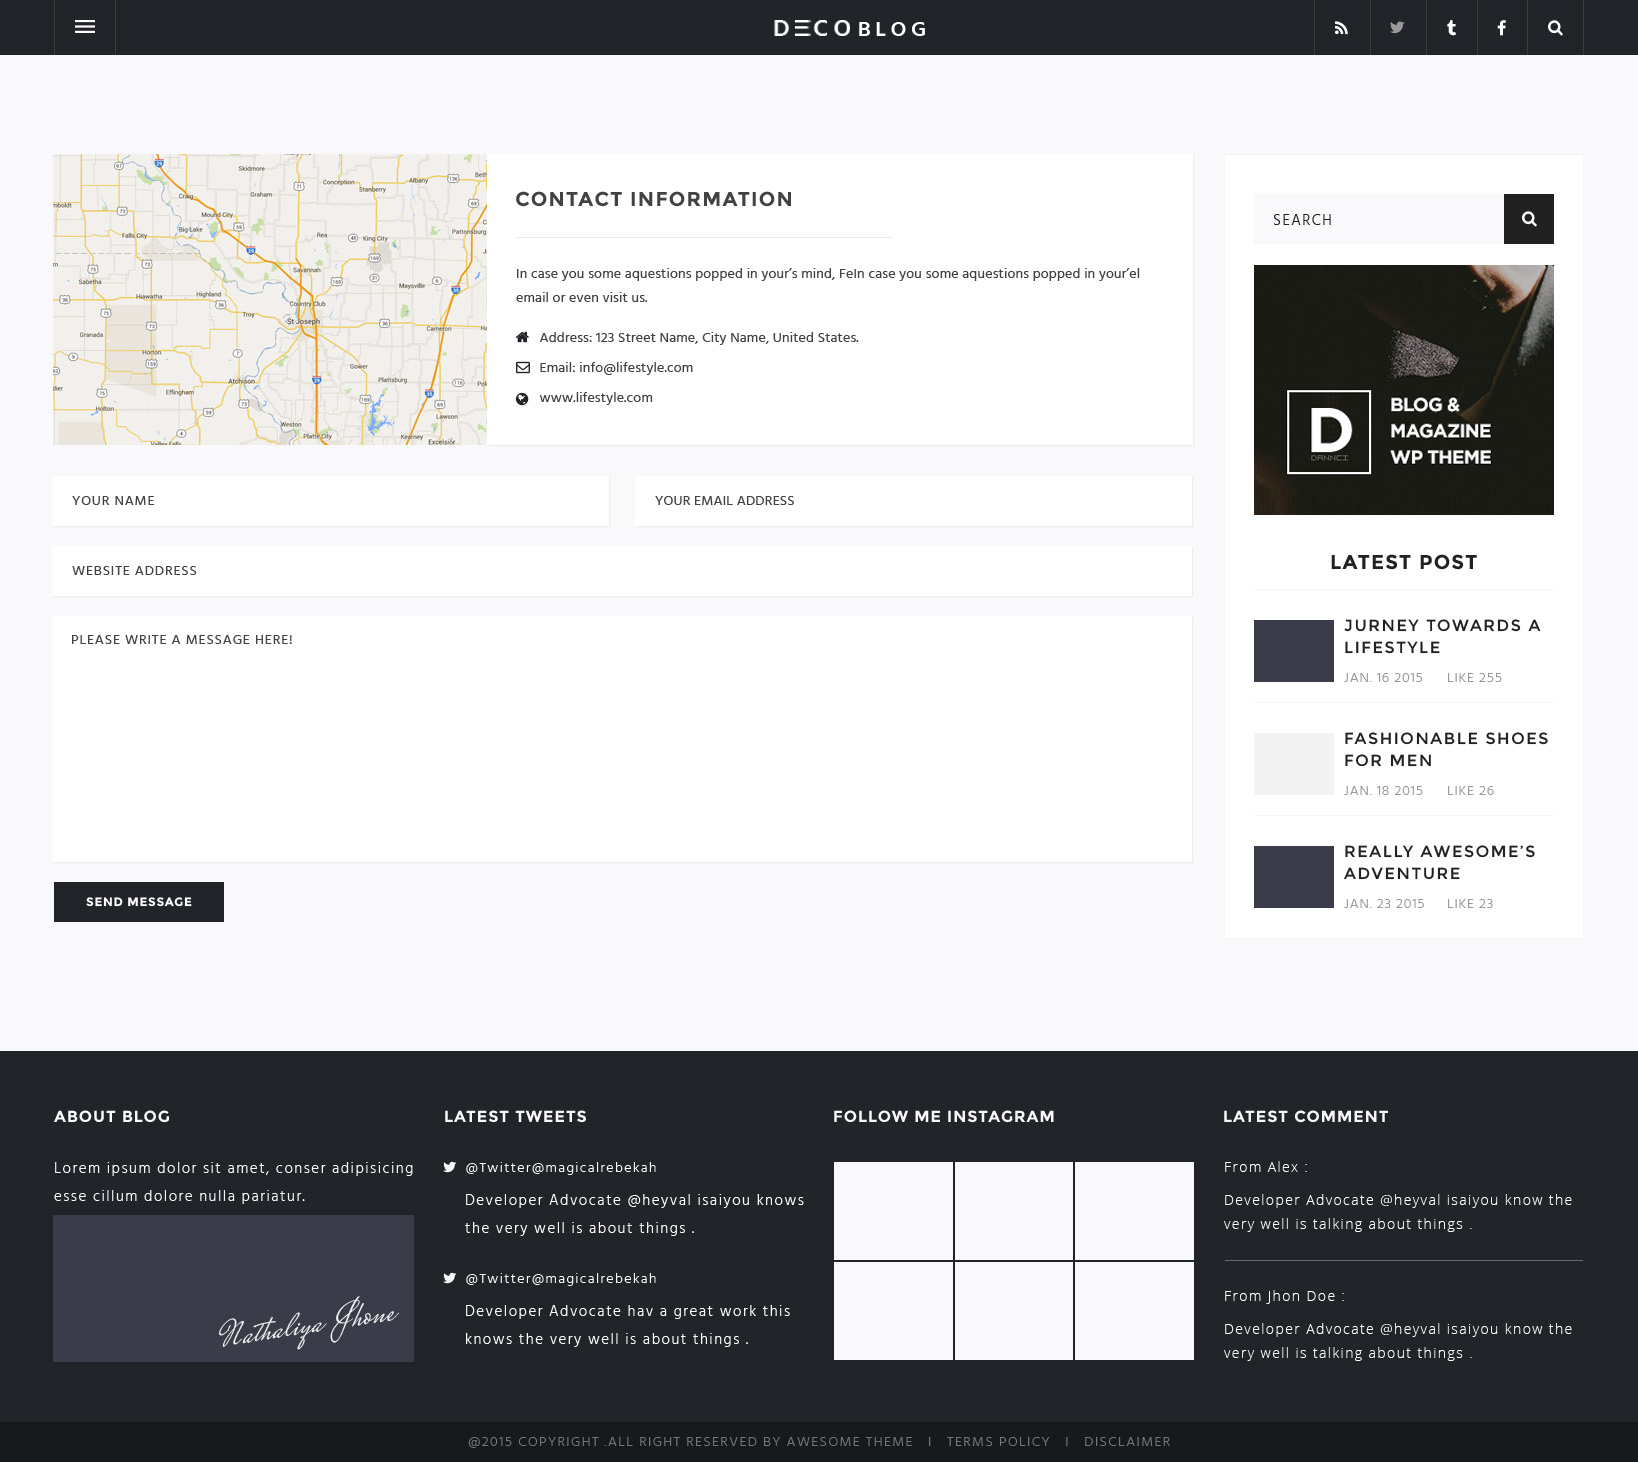 DECO BLOG
CONTACT INFORMATION
In case you some aquestions popped in your’s mind, FeIn case you some aquestions popped in your’el
email or even visit us.
Address: 123 Street Name, City Name, United States.
Email: info@lifestyle.com
www.lifestyle.com
Skidmore
Conception
Albany
Stanberry
Graham
Craig
Mound City
Big Lake
Falls City
Rea
King City
Pattonsburg
Savannah
Sabetha
Hiawatha
Highland
Maysville
Country Club
Troy
St Joseph
Cameron
Granada
Horton
Gower
Atchison
Plattsburg
Effingham
Holton
Lawson
Weston
Platte City
Kearney
Excelsior
Valley Falls
YOUR NAME
YOUR EMAIL ADDRESS
WEBSITE ADDRESS
PLEASE WRITE A MESSAGE HERE!
SEND MESSAGE
SEARCH
D
DANNCI
BLOG &
MAGAZINE
WP THEME
LATEST POST
JURNEY TOWARDS A
LIFESTYLE
JAN. 16 2015 LIKE 255
FASHIONABLE SHOES
FOR MEN
JAN. 18 2015 LIKE 26
REALLY AWESOME’S
ADVENTURE
JAN. 23 2015 LIKE 23
ABOUT BLOG
Lorem ipsum dolor sit amet, conser adipisicing
esse cillum dolore nulla pariatur.
Nathaliya Jhone
LATEST TWEETS
@Twitter@magicalrebekah
Developer Advocate @heyval isaiyou knows
the very well is about things .
@Twitter@magicalrebekah
Developer Advocate hav a great work this
knows the very well is about things .
FOLLOW ME INSTAGRAM
LATEST COMMENT
From Alex :
Developer Advocate @heyval isaiyou know the
very well is talking about things .
From Jhon Doe :
Developer Advocate @heyval isaiyou know the
very well is talking about things .
@2015 COPYRIGHT .ALL RIGHT RESERVED BY AWESOME THEME I TERMS POLICY I DISCLAIMER